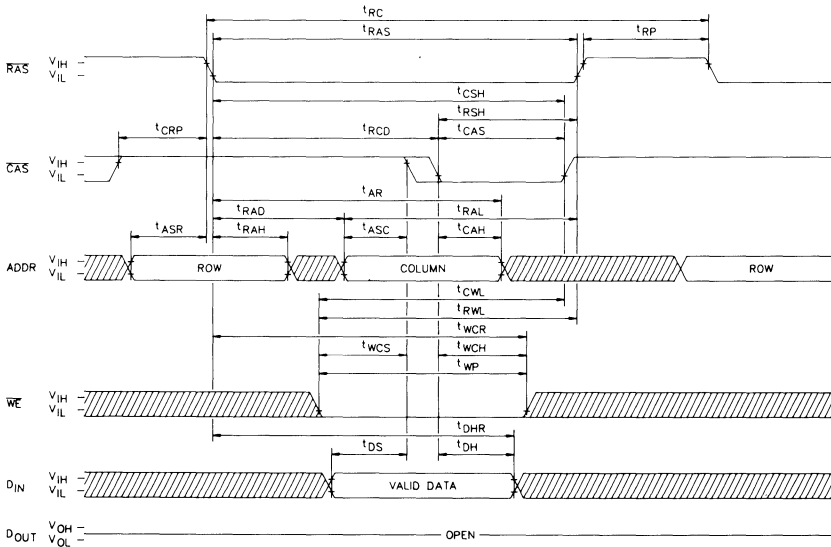 tRC
tRAS
tRP
RAS VIH
VIL
tCSH
tRSH
tCRP tRCD tCAS
CAS VIH
VIL
tAR
tRAD tRAL
tASR tRAH tASC tCAH
ADDR VIH ROW COLUMN ROW
VIL
tCWL
tRWL
tWCR
tWCS tWCH
tWP
WE VIH
VIL
tDHR
tDS tDH
DIN VIH VALID DATA
VIL
DOUT VOH OPEN
VOL